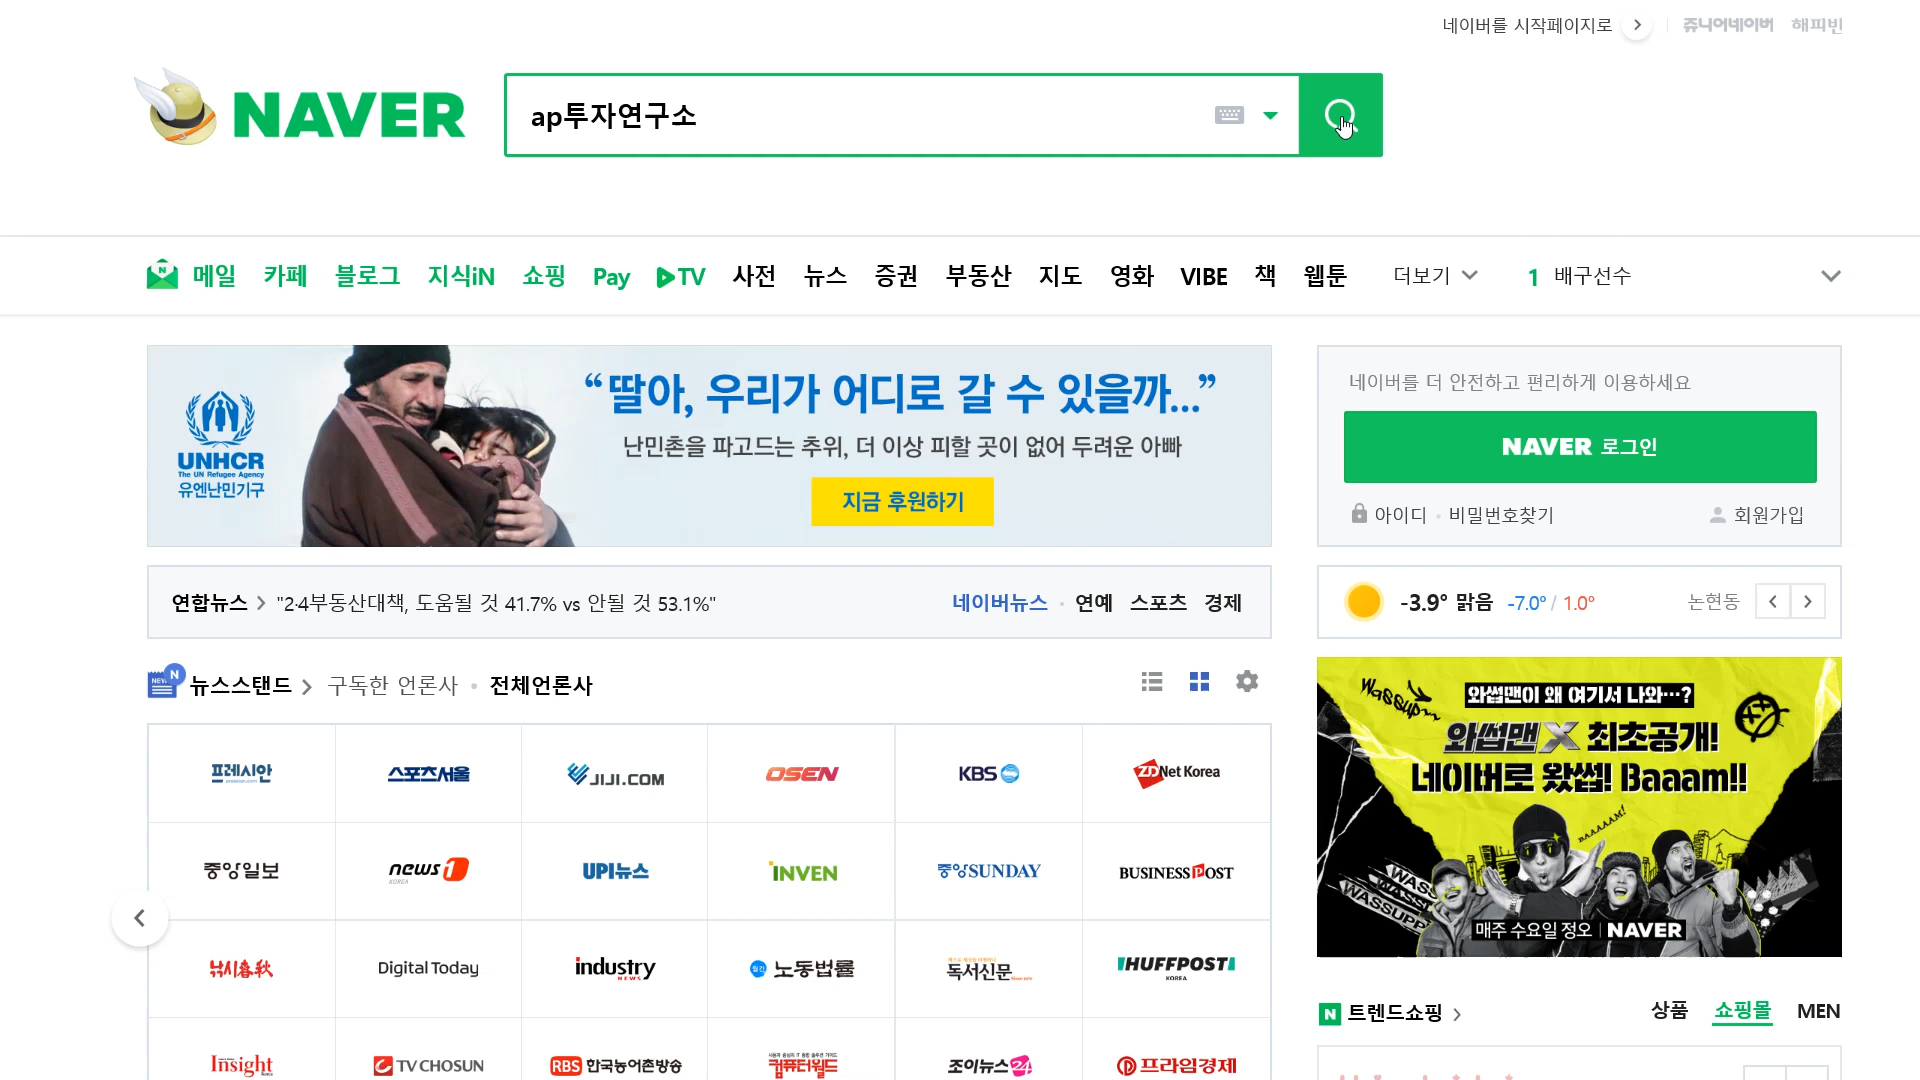 네이버를 시작페이지로
쥬니어네이버 해피빈
NAVER
ap투자연구소
메일 카페 블로그 지식iN 쇼핑 Pay TV 사전 뉴스 증권 부동산 지도 영화 VIBE 책 웹툰 더보기 1 배구선수
UNHCR
The UN Refugee Agency
유엔난민기구
“딸아, 우리가 어디로 갈 수 있을까...”
난민촌을 파고드는 추위, 더 이상 피할 곳이 없어 두려운 아빠
지금 후원하기
네이버를 더 안전하고 편리하게 이용하세요
NAVER 로그인
아이디 · 비밀번호찾기 회원가입
연합뉴스 > "2·4부동산대책, 도움될 것 41.7% vs 안될 것 53.1%"
네이버뉴스 · 연예 스포츠 경제
-3.9° 맑음 -7.0° / 1.0° 논현동
뉴스스탠드 > 구독한 언론사 · 전체언론사
프레시안 스포츠서울 JIJI.COM OSEN KBS ZDNet Korea
중앙일보 news1 KOREA UPI뉴스 INVEN 중앙SUNDAY BUSINESSPOST
낚시春秋 Digital Today industry NEWS 월간 노동법률 독서신문 HUFFPOST KOREA
Insight TV CHOSUN RBS 한국농어촌방송 컴퓨터월드 조이뉴스24 프라임경제
Wassup
와썹맨이 왜 여기서 나와…?
와썹맨X 최초공개!
네이버로 왔썹! Baaam!!
BAAAAAM!
WASSUPP
매주 수요일 정오 | NAVER
N 트렌드쇼핑 >
상품 쇼핑몰 MEN